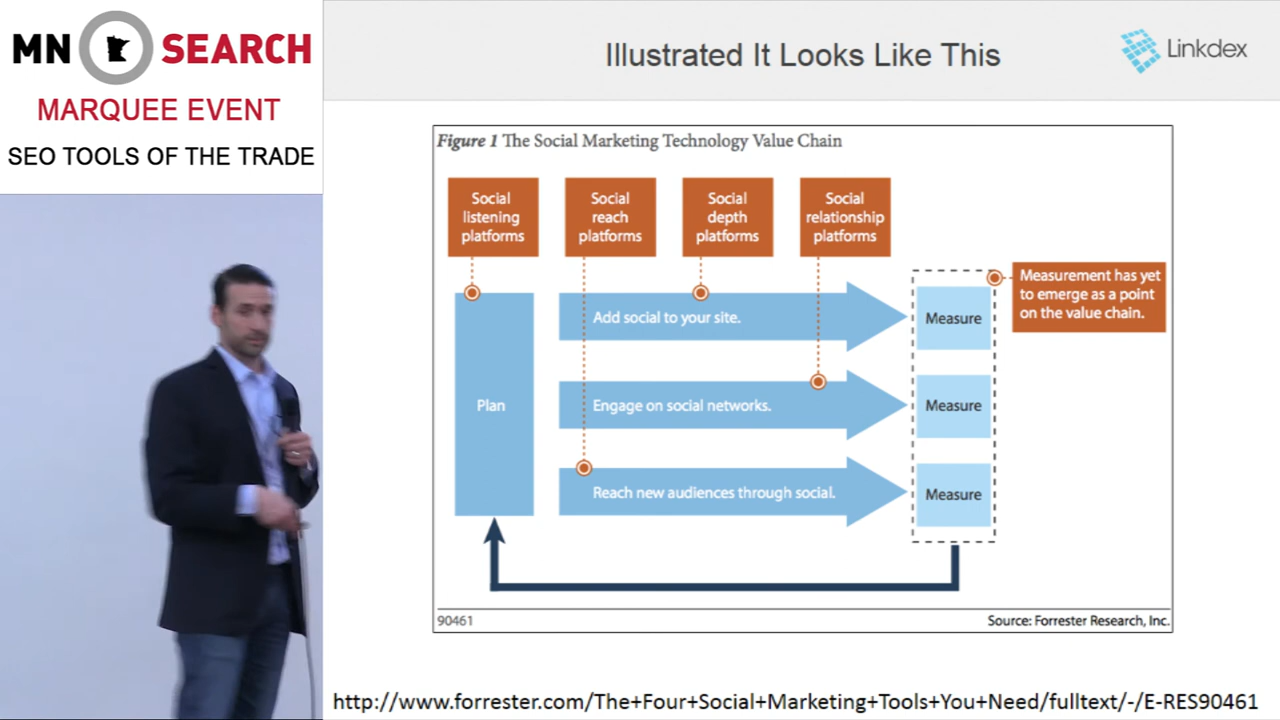 MN SEARCH
MARQUEE EVENT
SEO TOOLS OF THE TRADE
Illustrated It Looks Like This
Linkdex
Figure 1 The Social Marketing Technology Value Chain
Social
listening
platforms
Social
reach
platforms
Social
depth
platforms
Social
relationship
platforms
Measurement has yet
to emerge as a point
on the value chain.
Plan
Add social to your site.
Measure
Engage on social networks.
Measure
Reach new audiences through social.
Measure
90461
Source: Forrester Research, Inc.
http://www.forrester.com/The+Four+Social+Marketing+Tools+You+Need/fulltext/-/E-RES90461